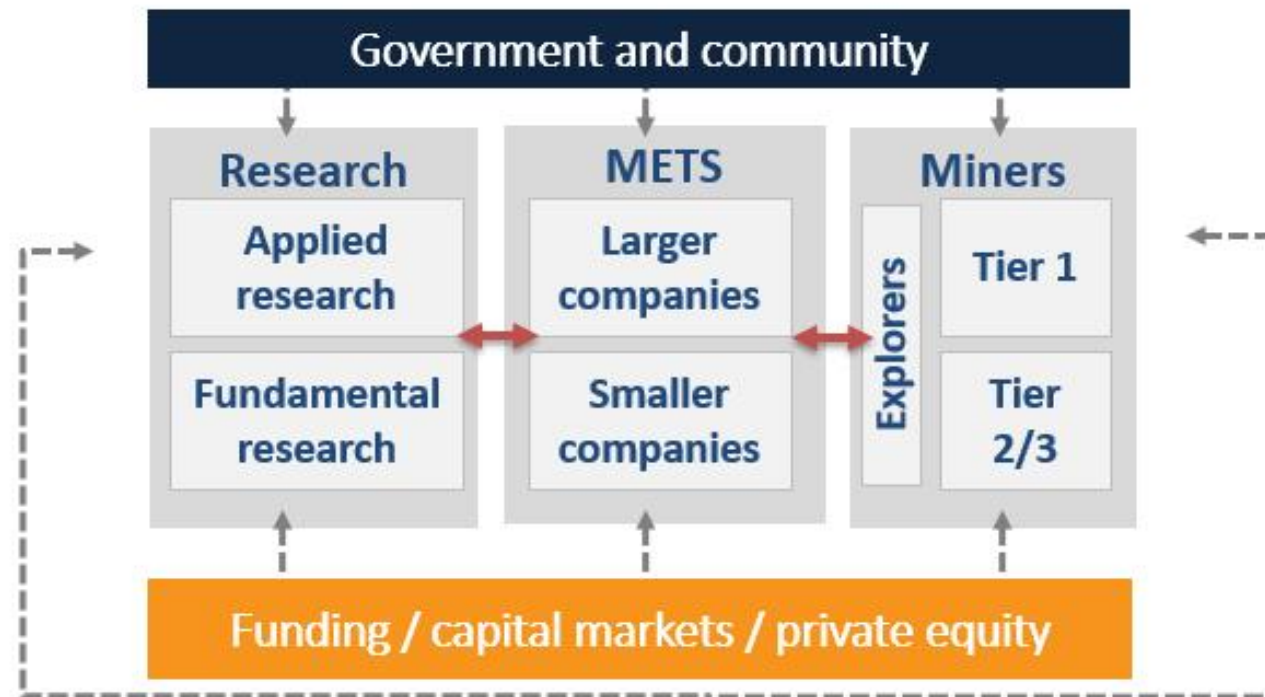 Government and community
Research
Applied
research
Fundamental
research
METS
Larger
companies
Smaller
companies
Miners
Explorers
Tier 1
Tier
2/3
Funding / capital markets / private equity